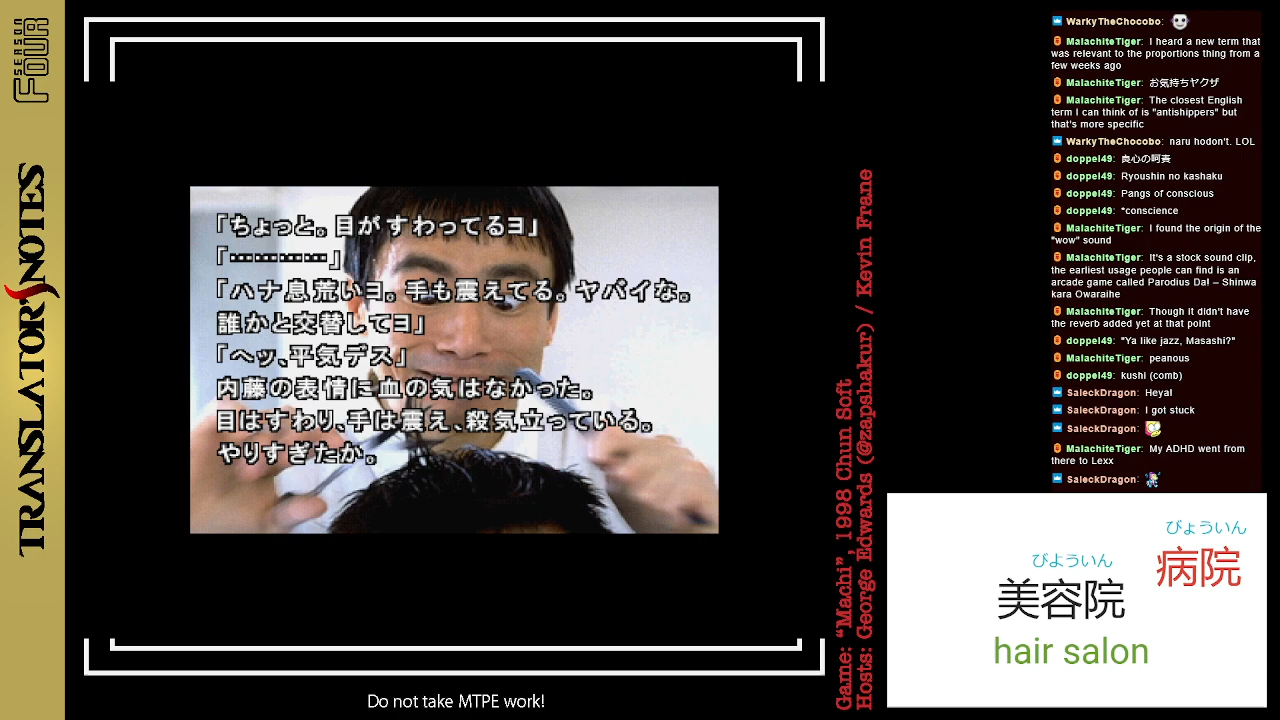 SEASON
FOUR
TRANSLATORS NOTES
「ちょっと。目がすわってるヨ」
「…………」
「ハナ息荒いヨ。手も震えてる。ヤバイな。
誰かと交替してヨ」
「ヘッ、平気デス」
内藤の表情に血の気はなかった。
目はすわり、手は震え、殺気立っている。
やりすぎたか。
Do not take MTPE work!
Game: "Machi", 1998 Chun Soft
Hosts: George Edwards (@zapshakur) / Kevin Frane
WarkyTheChocobo:
MalachiteTiger: I heard a new term that
was relevant to the proportions thing from a
few weeks ago
MalachiteTiger: お気持ちヤクザ
MalachiteTiger: The closest English
term I can think of is "antishippers" but
that's more specific
WarkyTheChocobo: naru hodon't. LOL
doppel49: 良心の呵責
doppel49: Ryoushin no kashaku
doppel49: Pangs of conscious
doppel49: *conscience
MalachiteTiger: I found the origin of the
"wow" sound
MalachiteTiger: It's a stock sound clip,
the earliest usage people can find is an
arcade game called Parodius Da! – Shinwa
kara Owaraihe
MalachiteTiger: Though it didn't have
the reverb added yet at that point
doppel49: "Ya like jazz, Masashi?"
MalachiteTiger: peanous
doppel49: kushi (comb)
SaleckDragon: Heya!
SaleckDragon: I got stuck
SaleckDragon:
MalachiteTiger: My ADHD went from
there to Lexx
SaleckDragon:
びょういん
病院
びよういん
美容院
hair salon